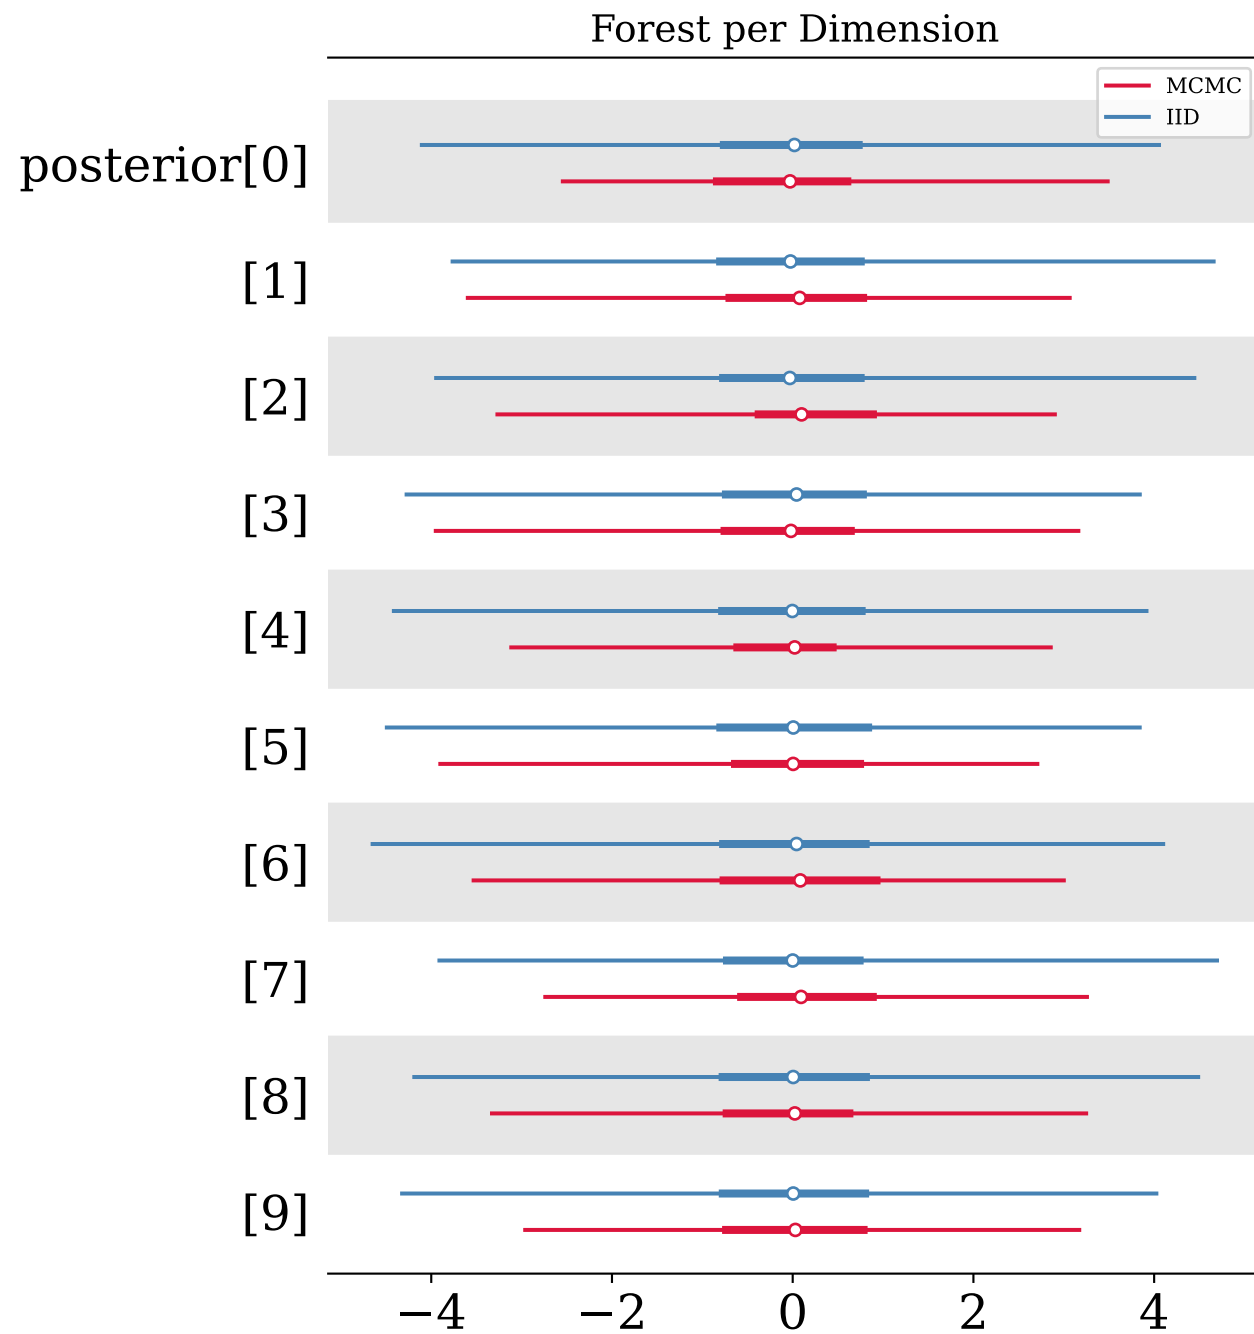 Forest per Dimension
MCMC
IID
posterior[0]
[1]
[2]
[3]
[4]
[5]
[6]
[7]
[8]
[9]
−4 −2 0 2 4